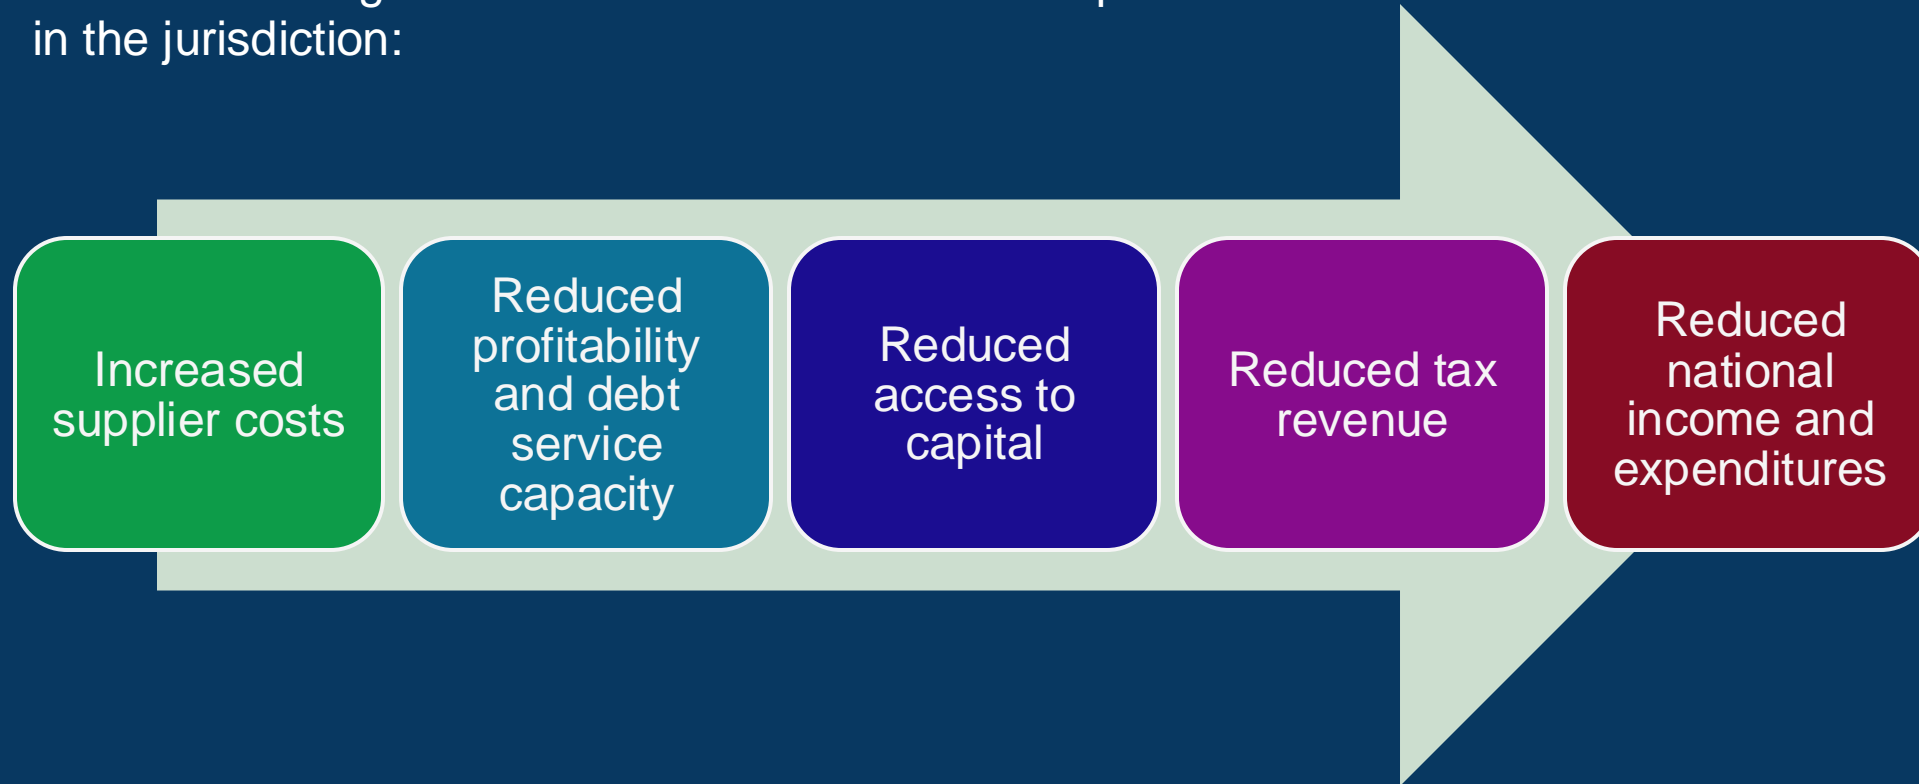 in the jurisdiction:
Increased
supplier costs
Reduced
profitability
and debt
service
capacity
Reduced
access to
capital
Reduced tax
revenue
Reduced
national
income and
expenditures